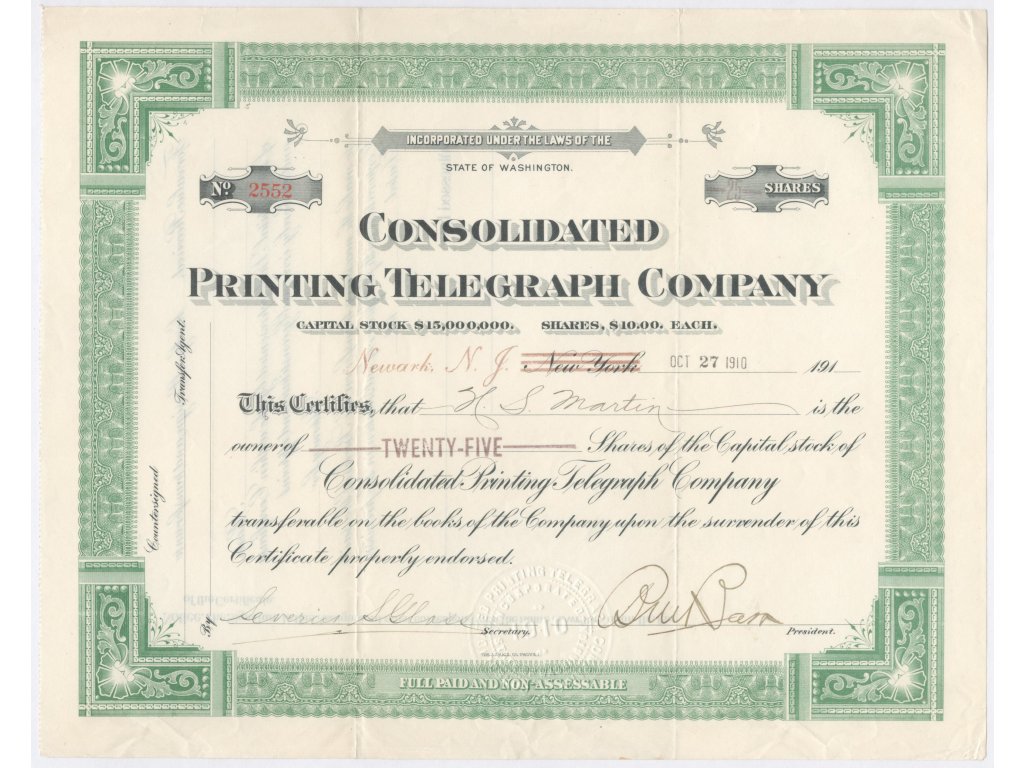 INCORPORATED UNDER THE LAWS OF THE
STATE OF WASHINGTON.
No. 2552
25 SHARES
CONSOLIDATED
PRINTING TELEGRAPH COMPANY
CAPITAL STOCK $15,000,000. SHARES, $10.00. EACH.
Newark, N. J. New York OCT 27 1910 191
This Certifies, that H. S. Martin is the
owner of TWENTY-FIVE Shares of the Capital stock of
Consolidated Printing Telegraph Company
transferable on the books of the Company upon the surrender of this
Certificate properly endorsed.
Secretary.
President.
FULL PAID AND NON-ASSESSABLE
Countersigned
Transfer Agent.
By